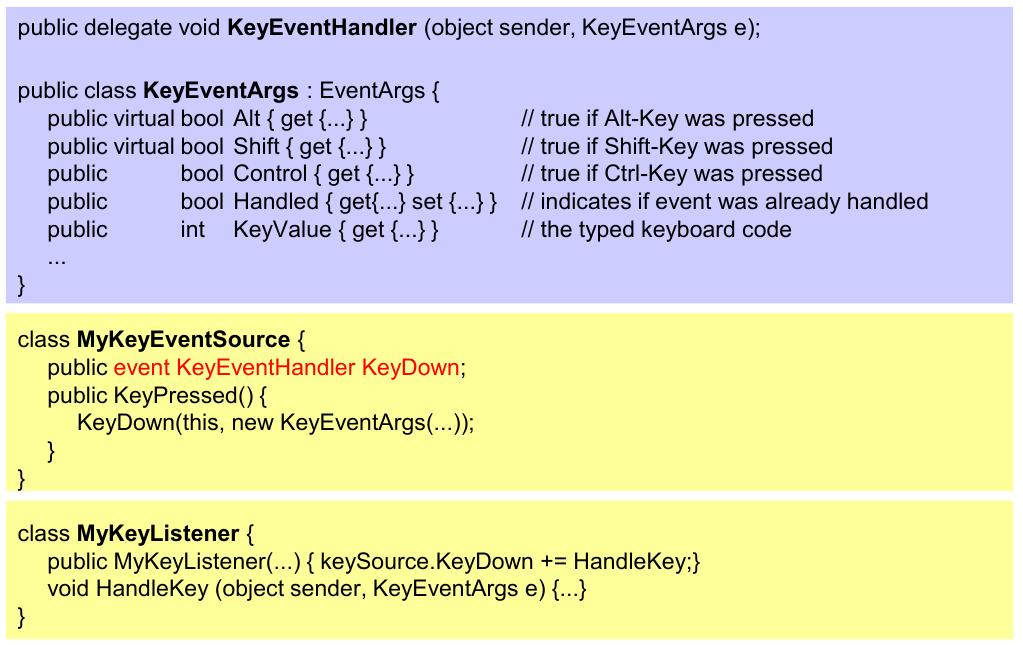 public delegate void KeyEventHandler (object sender, KeyEventArgs e);
public class KeyEventArgs : EventArgs {
public virtual bool Alt { get {...} } // true if Alt-Key was pressed
public virtual bool Shift { get {...} } // true if Shift-Key was pressed
public bool Control { get {...} } // true if Ctrl-Key was pressed
public bool Handled { get{...} set {...} } // indicates if event was already handled
public int KeyValue { get {...} } // the typed keyboard code
...
}
class MyKeyEventSource {
public event KeyEventHandler KeyDown;
public KeyPressed() {
KeyDown(this, new KeyEventArgs(...));
}
}
class MyKeyListener {
public MyKeyListener(...) { keySource.KeyDown += HandleKey;}
void HandleKey (object sender, KeyEventArgs e) {...}
}